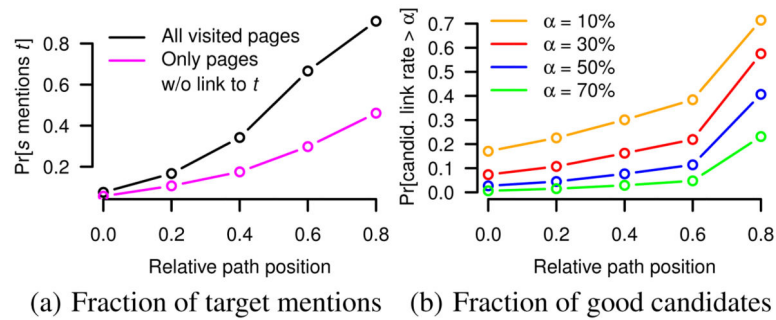 All visited pages
Only pages
w/o link to t
Pr[s mentions t]
0.8
0.6
0.4
0.2
0.0 0.2 0.4 0.6 0.8
Relative path position
(a) Fraction of target mentions
α = 10%
α = 30%
α = 50%
α = 70%
Pr[candid. link rate > α]
0.7
0.6
0.5
0.4
0.3
0.2
0.1
0.0
0.0 0.2 0.4 0.6 0.8
Relative path position
(b) Fraction of good candidates